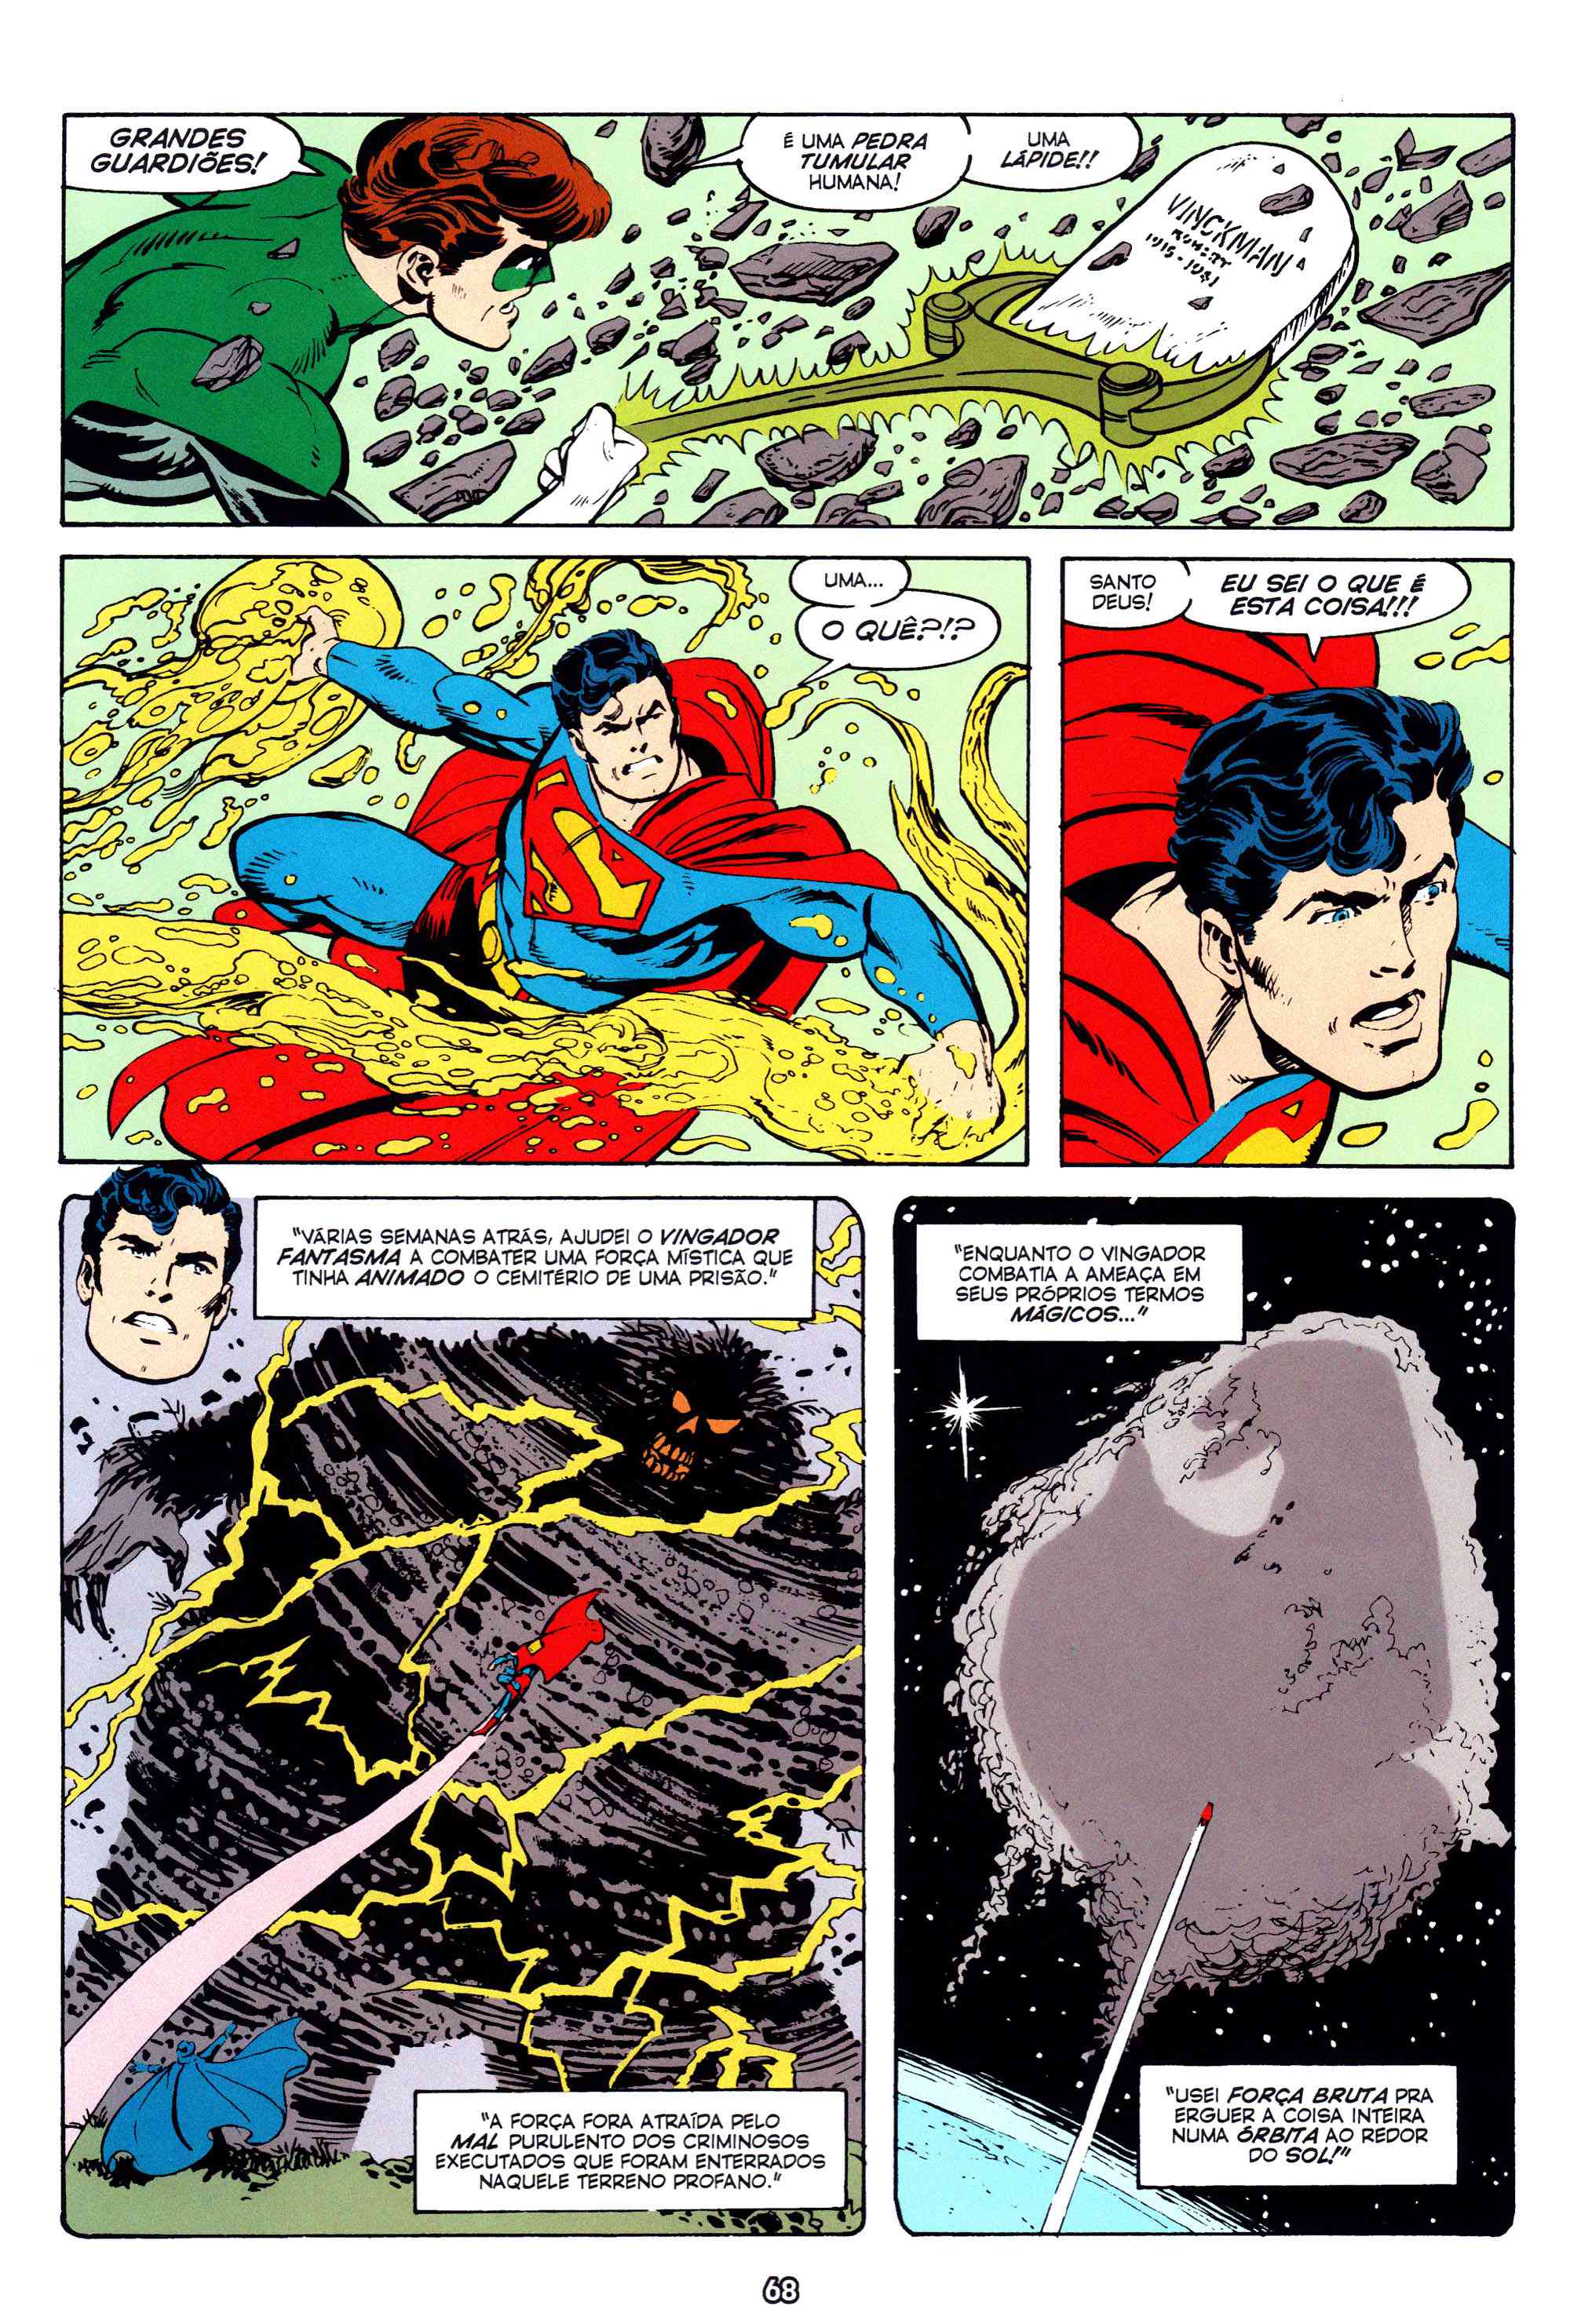 GRANDES
GUARDIÕES!
É UMA PEDRA
TUMULAR
HUMANA!
UMA
LÁPIDE!!
VINCKMAN
ROBERT
1915-1981
UMA...
O QUÊ?!?
SANTO
DEUS!
EU SEI O QUE É
ESTA COISA!!!
"VÁRIAS SEMANAS ATRÁS, AJUDEI O VINGADOR
FANTASMA A COMBATER UMA FORÇA MÍSTICA QUE
TINHA ANIMADO O CEMITÉRIO DE UMA PRISÃO."
"A FORÇA FORA ATRAÍDA PELO
MAL PURULENTO DOS CRIMINOSOS
EXECUTADOS QUE FORAM ENTERRADOS
NAQUELE TERRENO PROFANO."
"ENQUANTO O VINGADOR
COMBATIA A AMEAÇA EM
SEUS PRÓPRIOS TERMOS
MÁGICOS..."
"USEI FORÇA BRUTA PRA
ERGUER A COISA INTEIRA
NUMA ÓRBITA AO REDOR
DO SOL!"
68